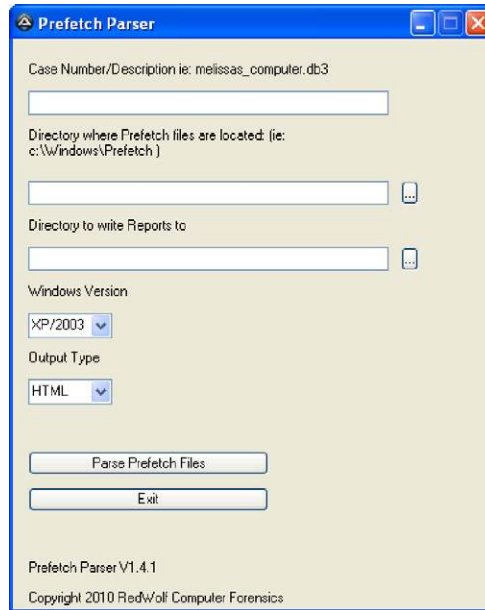 Prefetch Parser
Case Number/Description ie: melissas_computer.db3
Directory where Prefetch files are located: (ie:
c:\Windows\Prefetch )
...
Directory to write Reports to
...
Windows Version
XP/2003
Output Type
HTML
Parse Prefetch Files
Exit
Prefetch Parser V1.4.1
Copyright 2010 RedWolf Computer Forensics